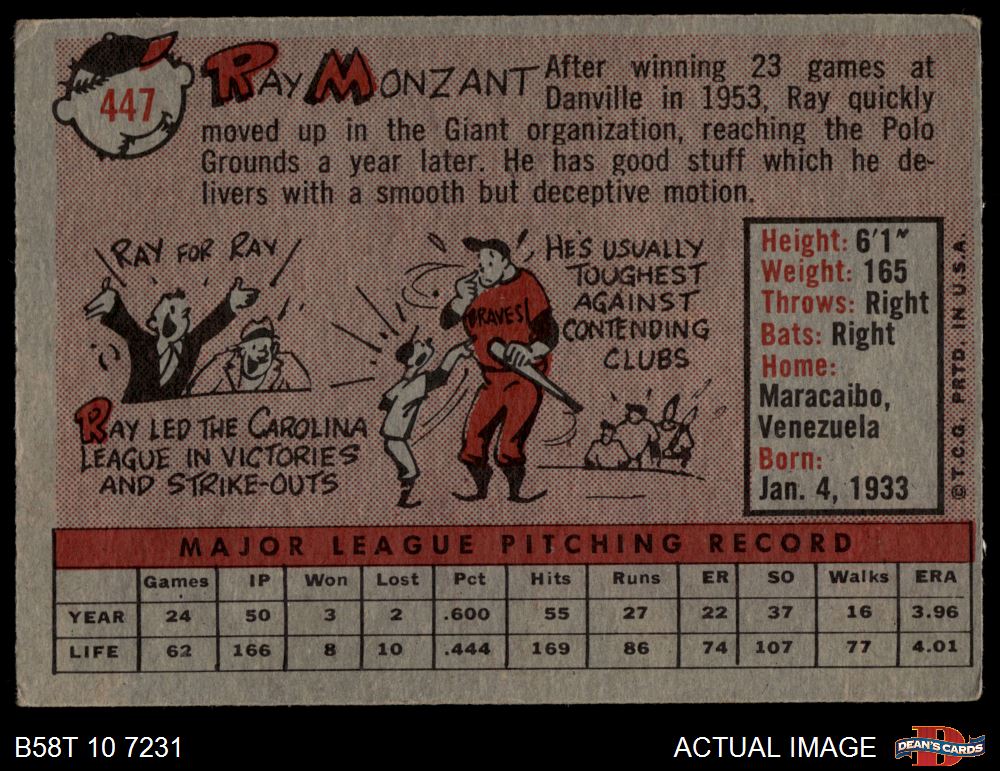 447
RAY MONZANT
After winning 23 games at
Danville in 1953, Ray quickly
moved up in the Giant organization, reaching the Polo
Grounds a year later. He has good stuff which he de-
livers with a smooth but deceptive motion.
RAY FOR RAY
RAY LED THE CAROLINA
LEAGUE IN VICTORIES
AND STRIKE-OUTS
BRAVES
HE'S USUALLY
TOUGHEST
AGAINST
CONTENDING
CLUBS
Height: 6'1"
Weight: 165
Throws: Right
Bats: Right
Home:
Maracaibo,
Venezuela
Born:
Jan. 4, 1933
© T.C.G. PRTD. IN U.S.A.
MAJOR LEAGUE PITCHING RECORD
Games IP Won Lost Pct Hits Runs ER SO Walks ERA
YEAR 24 50 3 2 .600 55 27 22 37 16 3.96
LIFE 62 166 8 10 .444 169 86 74 107 77 4.01
B58T 10 7231
ACTUAL IMAGE
DEAN'S CARDS